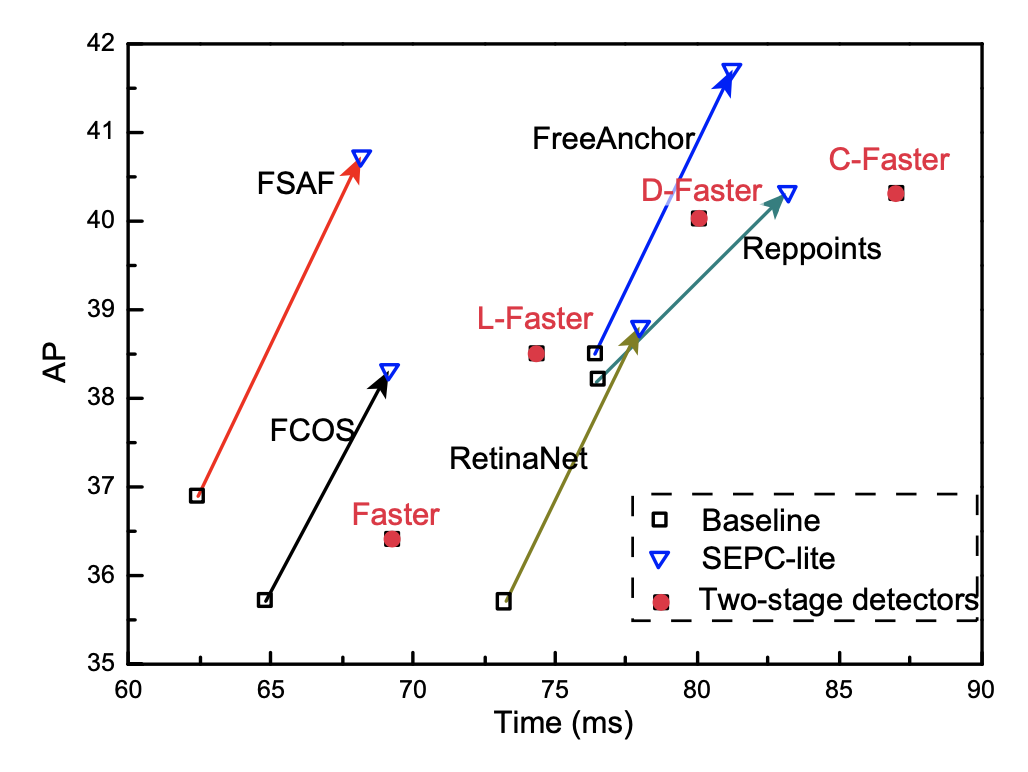 42
41
40
39
38
37
36
35
AP
60
65
70
75
80
85
90
Time (ms)
FSAF
FCOS
FreeAnchor
D-Faster
C-Faster
Reppoints
L-Faster
RetinaNet
Faster
Baseline
SEPC-lite
Two-stage detectors